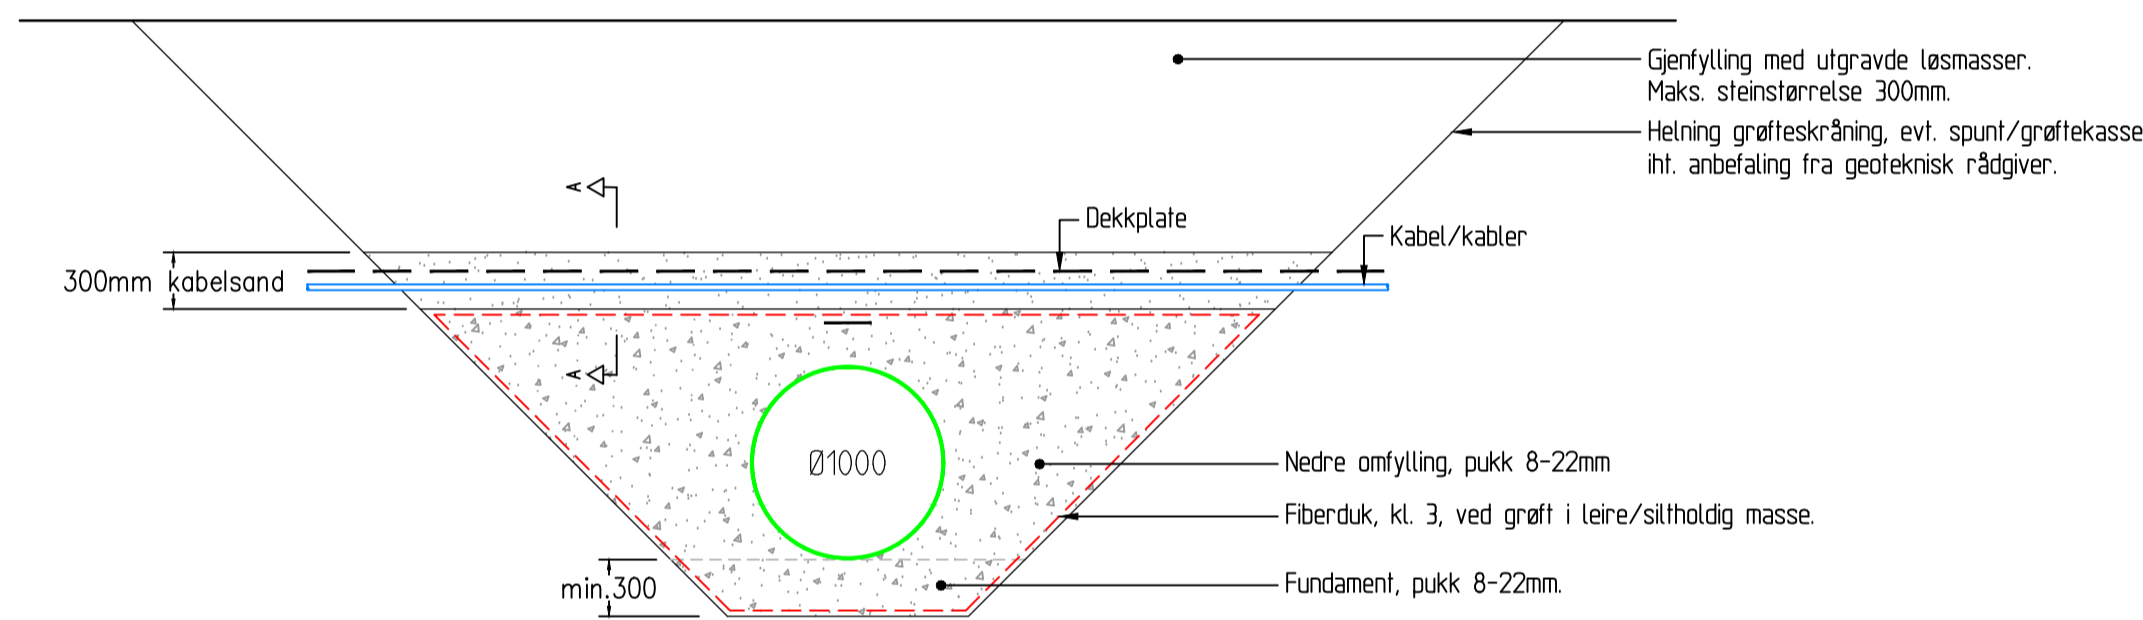 Gjenfylling med utgravde løsmasser.
Maks. steinstørrelse 300mm.
Helning grøfteskråning, evt. spunt/grøftekasse
iht. anbefaling fra geoteknisk rådgiver.
A
Dekkplate
Kabel/kabler
300mm kabelsand
A
Ø1000
Nedre omfylling, pukk 8-22mm
Fiberduk, kl. 3, ved grøft i leire/siltholdig masse.
min.300
Fundament, pukk 8-22mm.